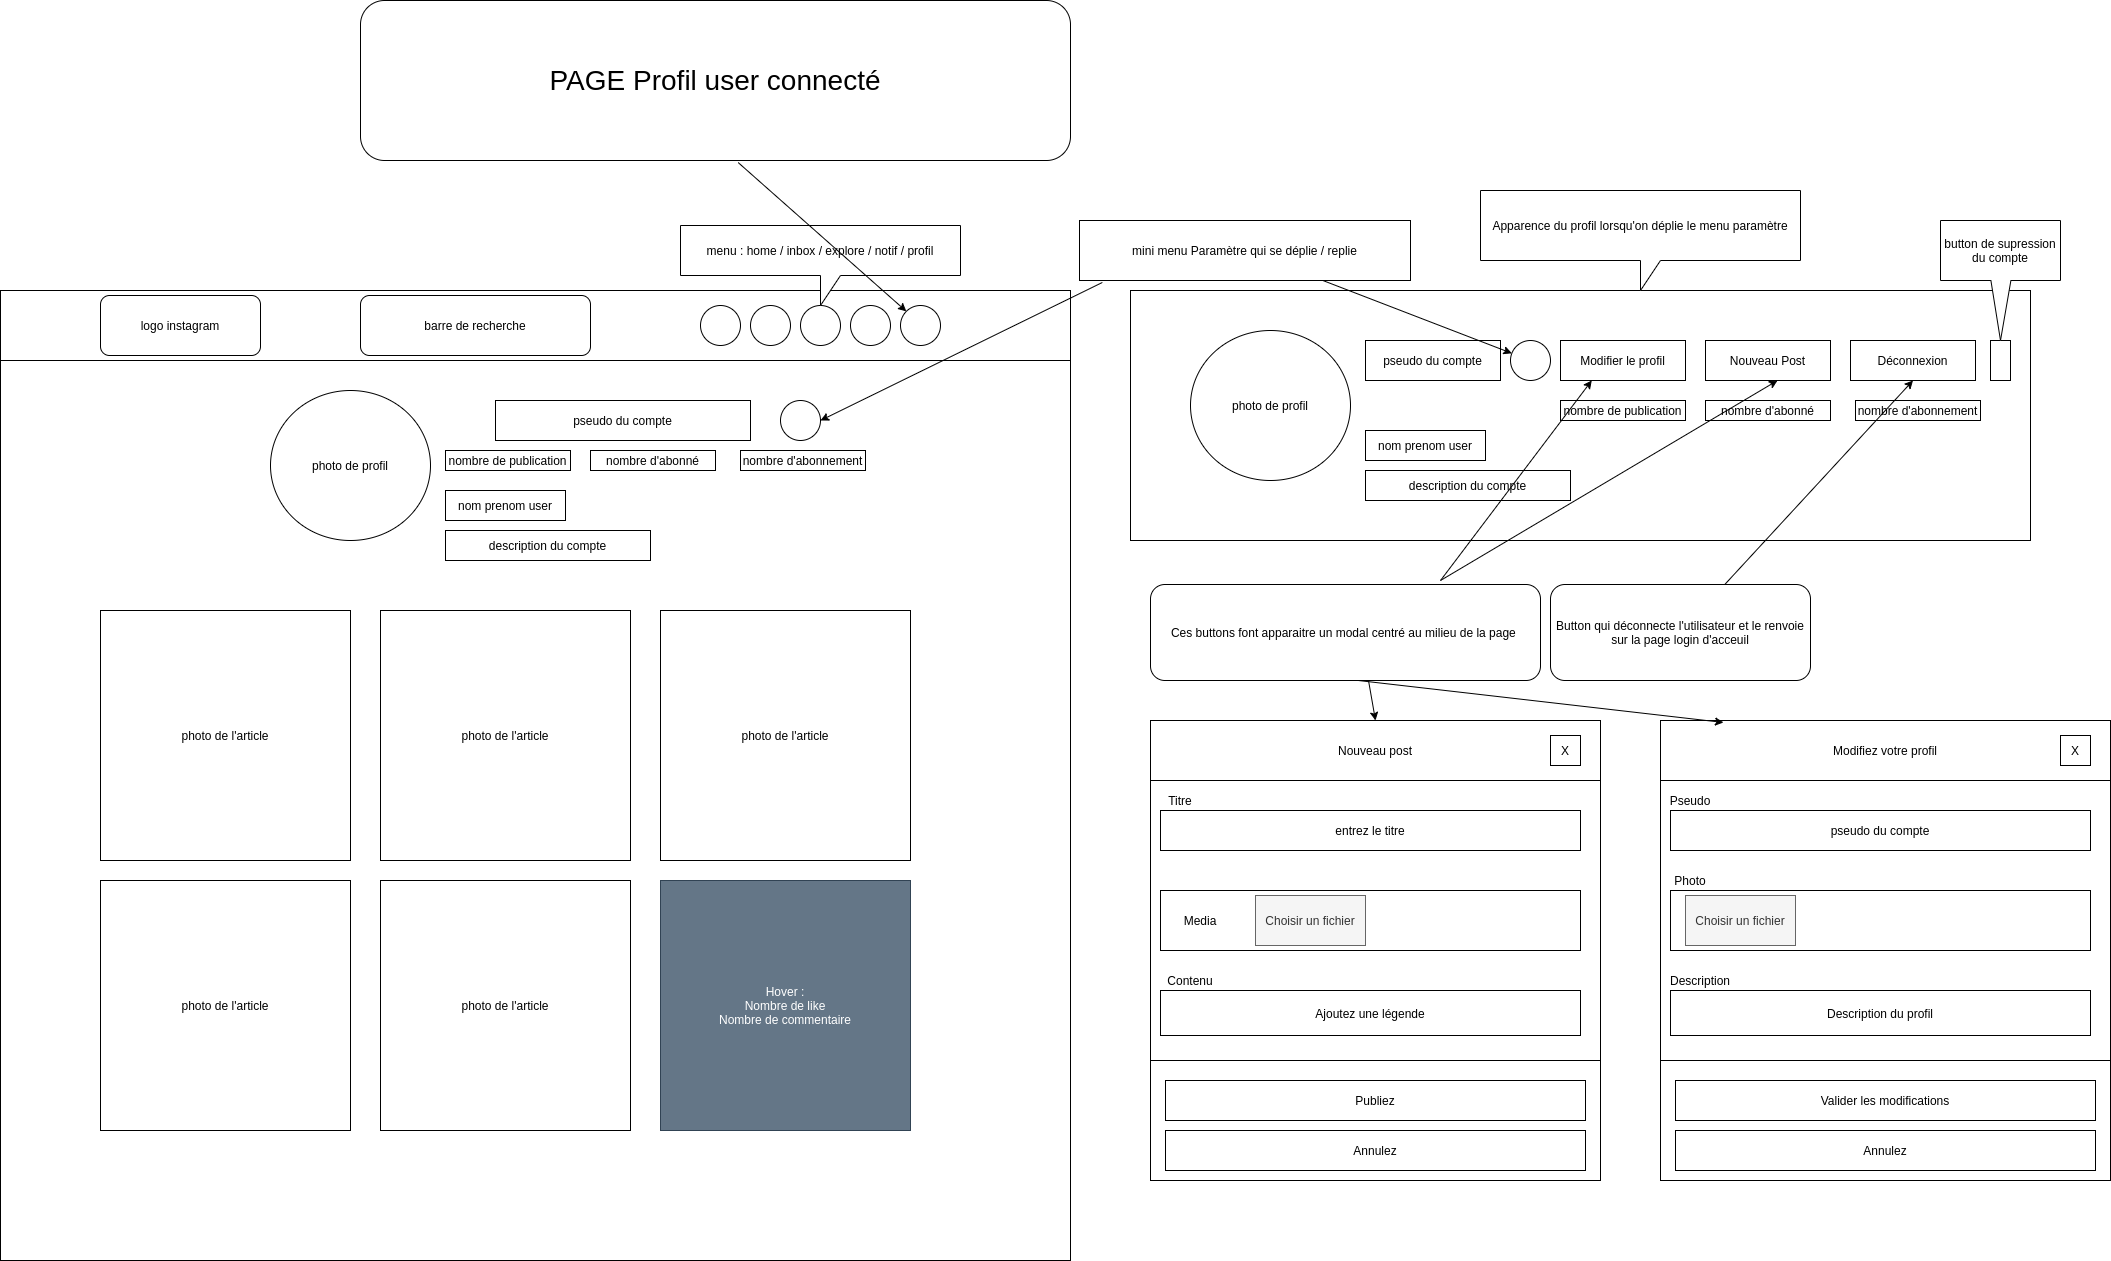 PAGE Profil user connecté
menu : home / inbox / explore / notif / profil
mini menu Paramètre qui se déplie / replie
Apparence du profil lorsqu'on déplie le menu paramètre
button de supression
du compte
logo instagram
barre de recherche
photo de profil
pseudo du compte
nombre de publication
nombre d'abonné
nombre d'abonnement
nom prenom user
description du compte
photo de l'article
photo de l'article
photo de l'article
photo de l'article
photo de l'article
Hover :
Nombre de like
Nombre de commentaire
photo de profil
pseudo du compte
Modifier le profil
Nouveau Post
Déconnexion
nombre de publication
nombre d'abonné
nombre d'abonnement
nom prenom user
description du compte
Ces buttons font apparaitre un modal centré au milieu de la page
Button qui déconnecte l'utilisateur et le renvoie
sur la page login d'acceuil
Nouveau post
X
Titre
entrez le titre
Media
Choisir un fichier
Contenu
Ajoutez une légende
Publiez
Annulez
Modifiez votre profil
X
Pseudo
pseudo du compte
Photo
Choisir un fichier
Description
Description du profil
Valider les modifications
Annulez